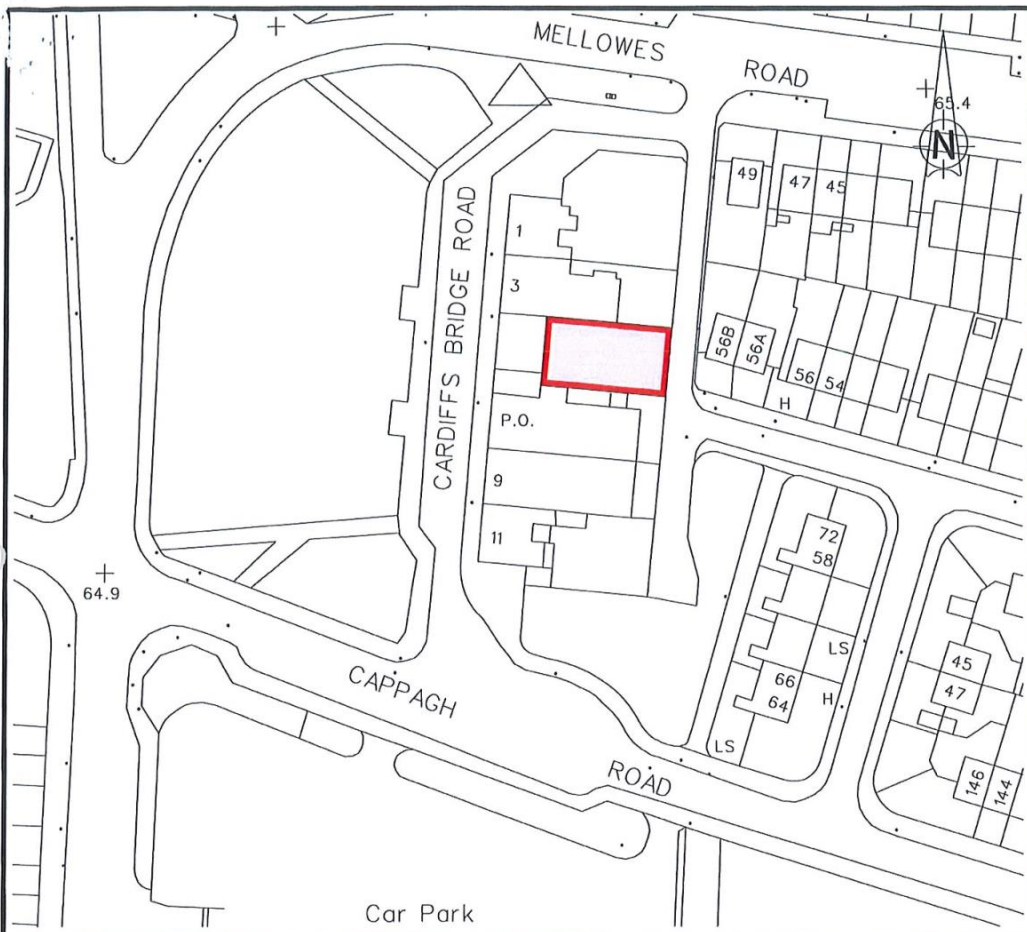 MELLOWES
ROAD
65.4
N
49
47
45
1
3
CARDIFFS BRIDGE ROAD
56B
56A
56
54
H
P.O.
9
11
72
58
64.9
LS
45
47
66
64
H
CAPPAGH
LS
ROAD
146
144
Car Park